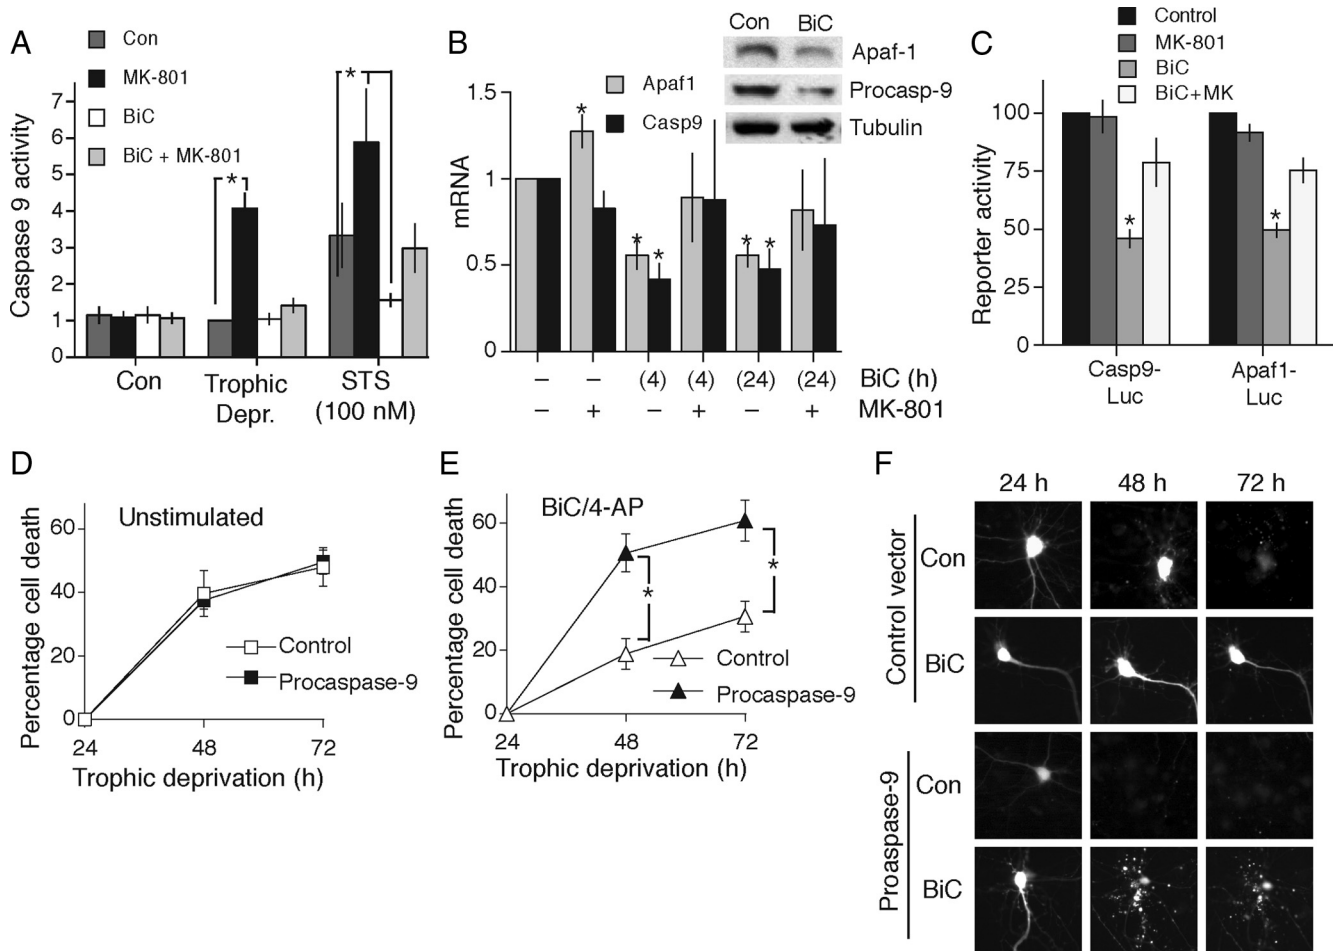 A
Con
MK-801
BiC
BiC + MK-801
Caspase 9 activity
7
6
5
4
3
2
1
0
*
*
Con
Trophic
Depr.
STS
(100 nM)
B
Con BiC
Apaf-1
Procasp-9
Tubulin
Apaf1
Casp9
mRNA
1.5
1
0.5
0
*
* *
* *
– – (4) (4) (24) (24) BiC (h)
– + – + – + MK-801
C
Control
MK-801
BiC
BiC+MK
Reporter activity
100
75
50
25
0
*
*
Casp9-
Luc
Apaf1-
Luc
D
Unstimulated
Percentage cell death
60
40
20
0
Control
Procaspase-9
24 48 72
Trophic deprivation (h)
E
BiC/4-AP
Percentage cell death
60
40
20
0
*
*
Control
Procaspase-9
24 48 72
Trophic deprivation (h)
F
24 h 48 h 72 h
Control vector
Con
BiC
Proaspase-9
Con
BiC